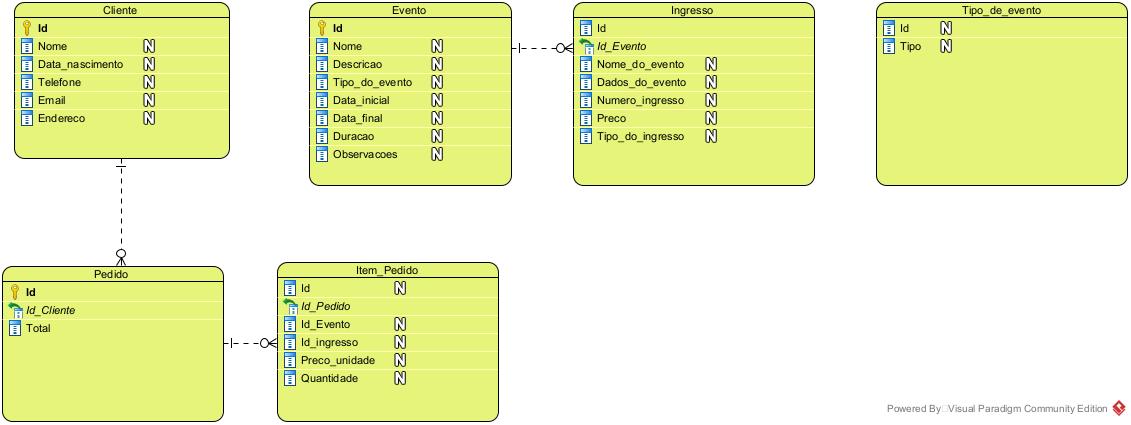 Cliente
Id
Nome N
Data_nascimento N
Telefone N
Email N
Endereco N
Evento
Id
Nome N
Descricao N
Tipo_do_evento N
Data_inicial N
Data_final N
Duracao N
Observacoes N
Ingresso
Id
Id_Evento
Nome_do_evento N
Dados_do_evento N
Numero_ingresso N
Preco N
Tipo_do_ingresso N
Tipo_de_evento
Id N
Tipo N
Pedido
Id
Id_Cliente
Total
Item_Pedido
Id N
Id_Pedido
Id_Evento N
Id_ingresso N
Preco_unidade N
Quantidade N
Powered By Visual Paradigm Community Edition